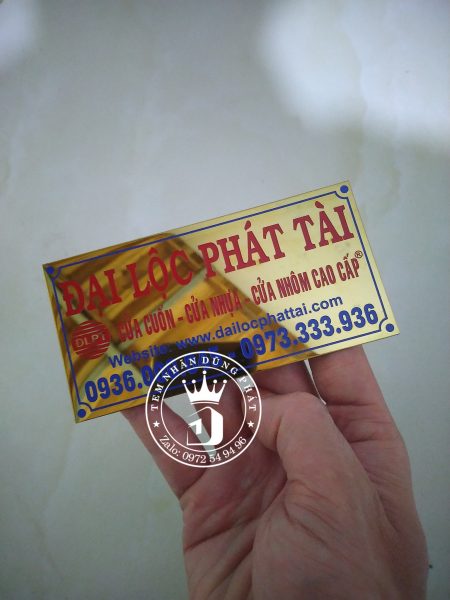 ĐẠI LỘC PHÁT TÀI
DLPT
CỬA CUỐN - CỬA NHỰA - CỬA NHÔM CAO CẤP®
Website: www.dailocphattai.com
0936.0 - 0973.333.936
TEM NHÃN DŨNG PHÁT
Zalo: 0972 54 94 96